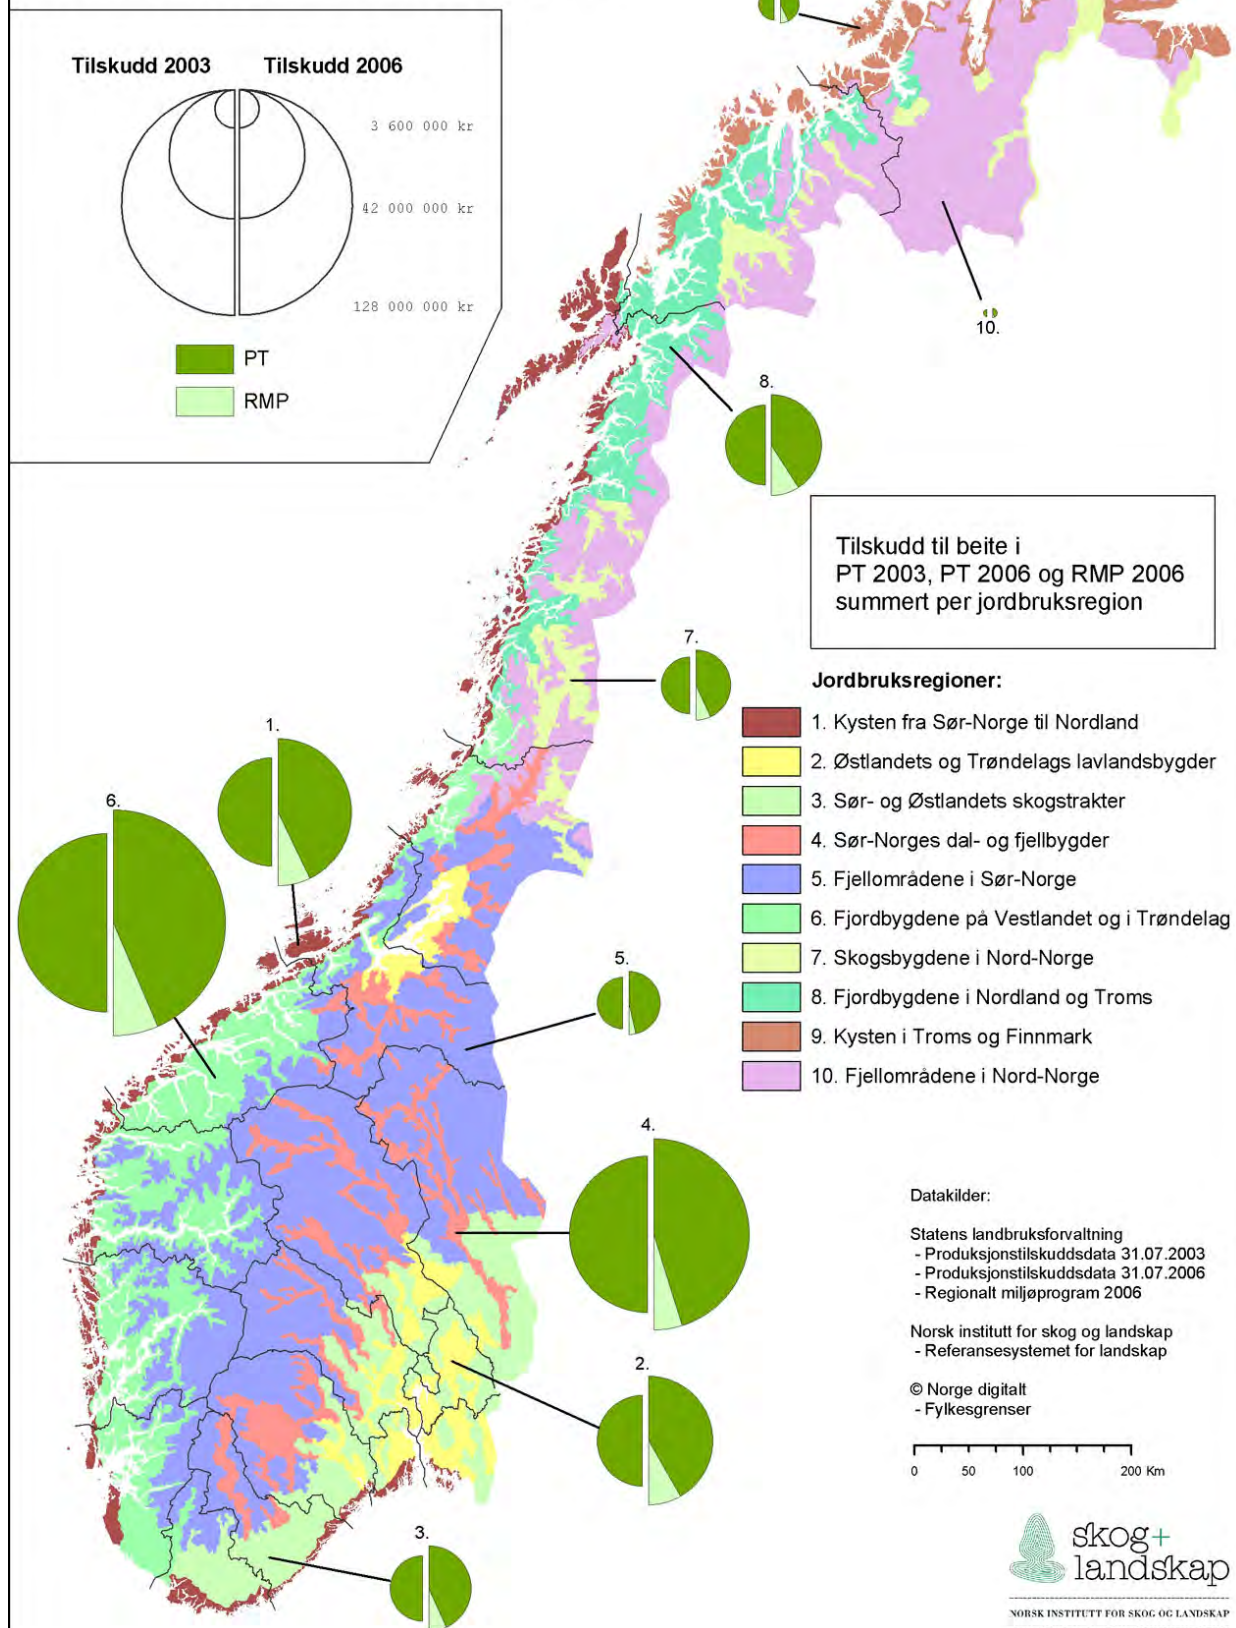 Tilskudd 2003 Tilskudd 2006
3 600 000 kr
42 000 000 kr
128 000 000 kr
PT
RMP
10.
8.
Tilskudd til beite i
PT 2003, PT 2006 og RMP 2006
summert per jordbruksregion
7.
Jordbruksregioner:
1. Kysten fra Sør-Norge til Nordland
2. Østlandets og Trøndelags lavlandsbygder
3. Sør- og Østlandets skogstrakter
4. Sør-Norges dal- og fjellbygder
5. Fjellområdene i Sør-Norge
6. Fjordbygdene på Vestlandet og i Trøndelag
7. Skogsbygdene i Nord-Norge
8. Fjordbygdene i Nordland og Troms
9. Kysten i Troms og Finnmark
10. Fjellområdene i Nord-Norge
1.
6.
5.
4.
2.
3.
Datakilder:
Statens landbruksforvaltning
- Produksjonstilskuddsdata 31.07.2003
- Produksjonstilskuddsdata 31.07.2006
- Regionalt miljøprogram 2006
Norsk institutt for skog og landskap
- Referansesystemet for landskap
© Norge digitalt
- Fylkesgrenser
0 50 100 200 Km
skog+
landskap
NORSK INSTITUTT FOR SKOG OG LANDSKAP